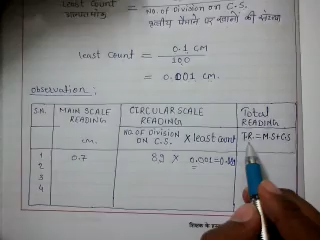 Least Count =
NO. OF Division ON C.S.
Least Count = 0.1 CM / 100
= 0.001 CM.
Observation:
S.N. MAIN SCALE READING CIRCULAR SCALE READING Total READING
CM. NO. OF Division ON C.S. × least count T.R. = M.S + C.S
1 0.7 89 × 0.001=0.
2
3
4